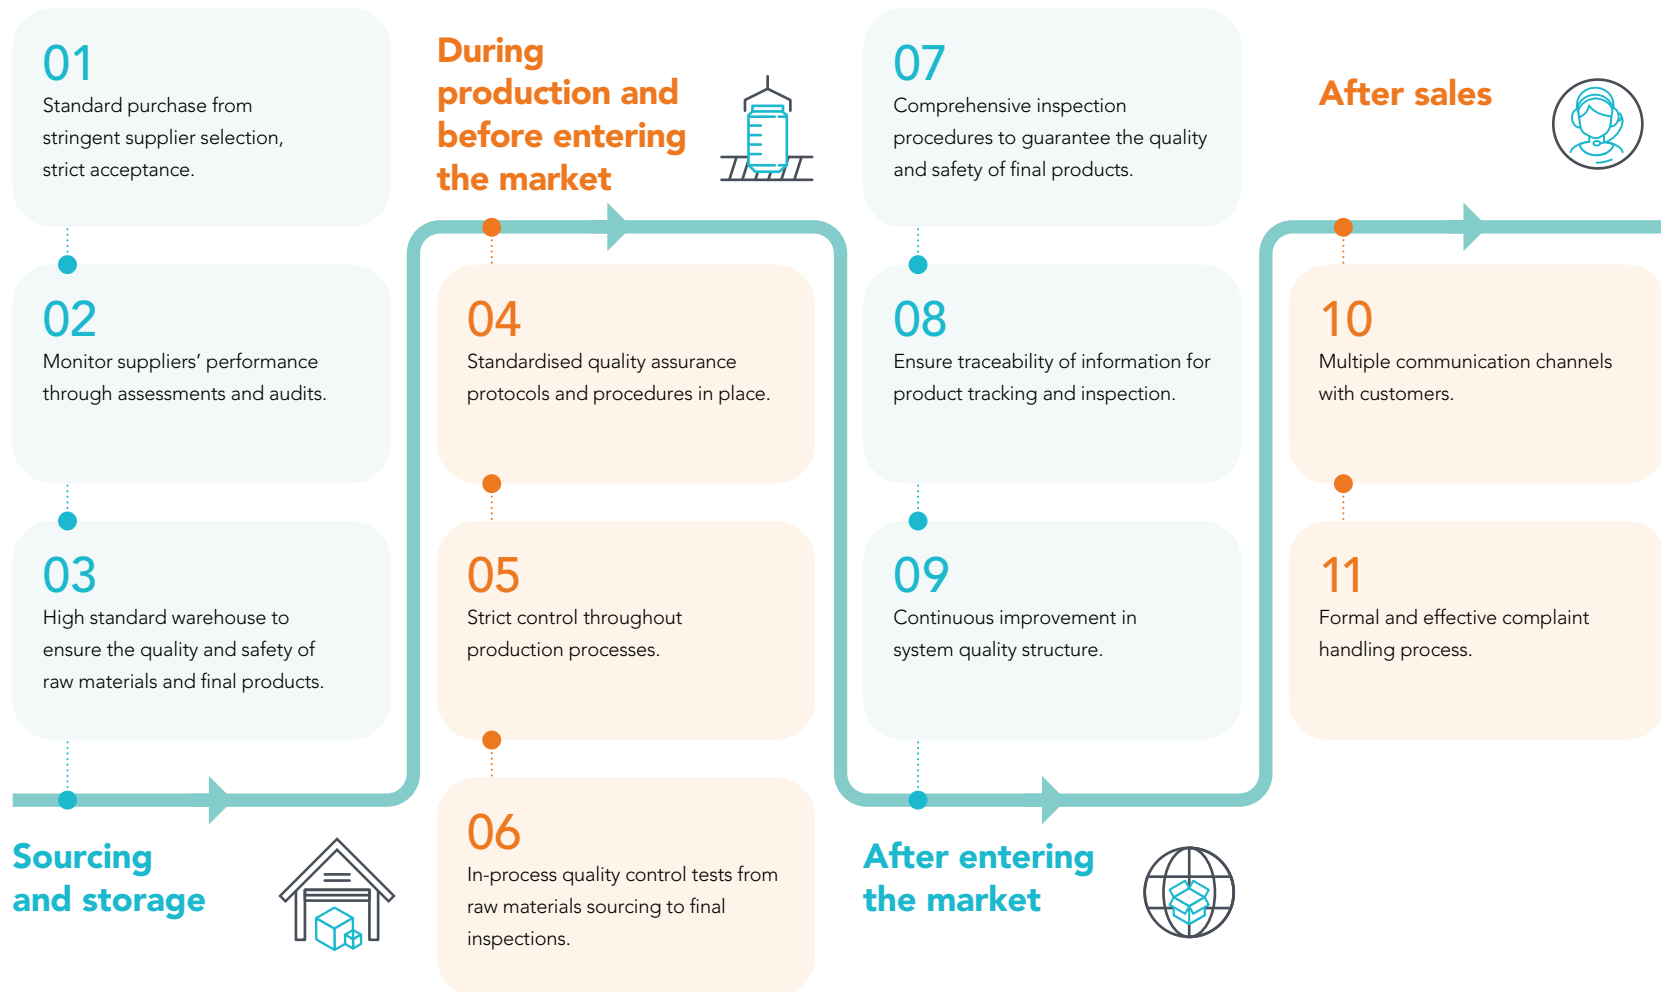 01
Standard purchase from
stringent supplier selection,
strict acceptance.
02
Monitor suppliers’ performance
through assessments and audits.
03
High standard warehouse to
ensure the quality and safety of
raw materials and final products.
Sourcing
and storage
During
production and
before entering
the market
04
Standardised quality assurance
protocols and procedures in place.
05
Strict control throughout
production processes.
06
In-process quality control tests from
raw materials sourcing to final
inspections.
07
Comprehensive inspection
procedures to guarantee the quality
and safety of final products.
08
Ensure traceability of information for
product tracking and inspection.
09
Continuous improvement in
system quality structure.
After entering
the market
After sales
10
Multiple communication channels
with customers.
11
Formal and effective complaint
handling process.